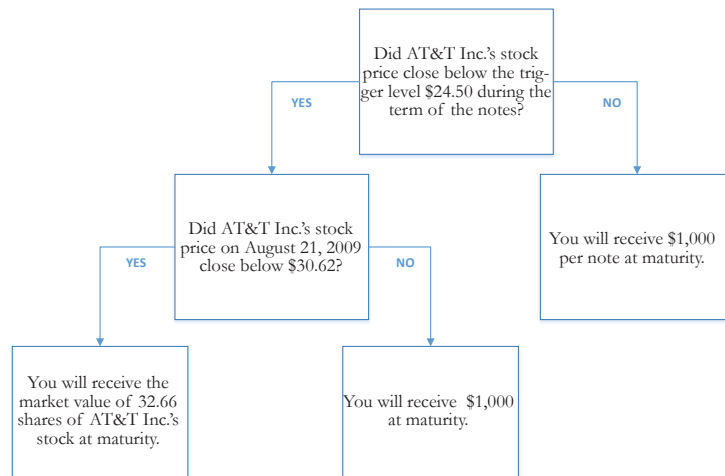 Did AT&T Inc.'s stock
price close below the trig-
ger level $24.50 during the
term of the notes?
YES
NO
Did AT&T Inc.'s stock
price on August 21, 2009
close below $30.62?
You will receive $1,000
per note at maturity.
YES
NO
You will receive the
market value of 32.66
shares of AT&T Inc.'s
stock at maturity.
You will receive $1,000
at maturity.